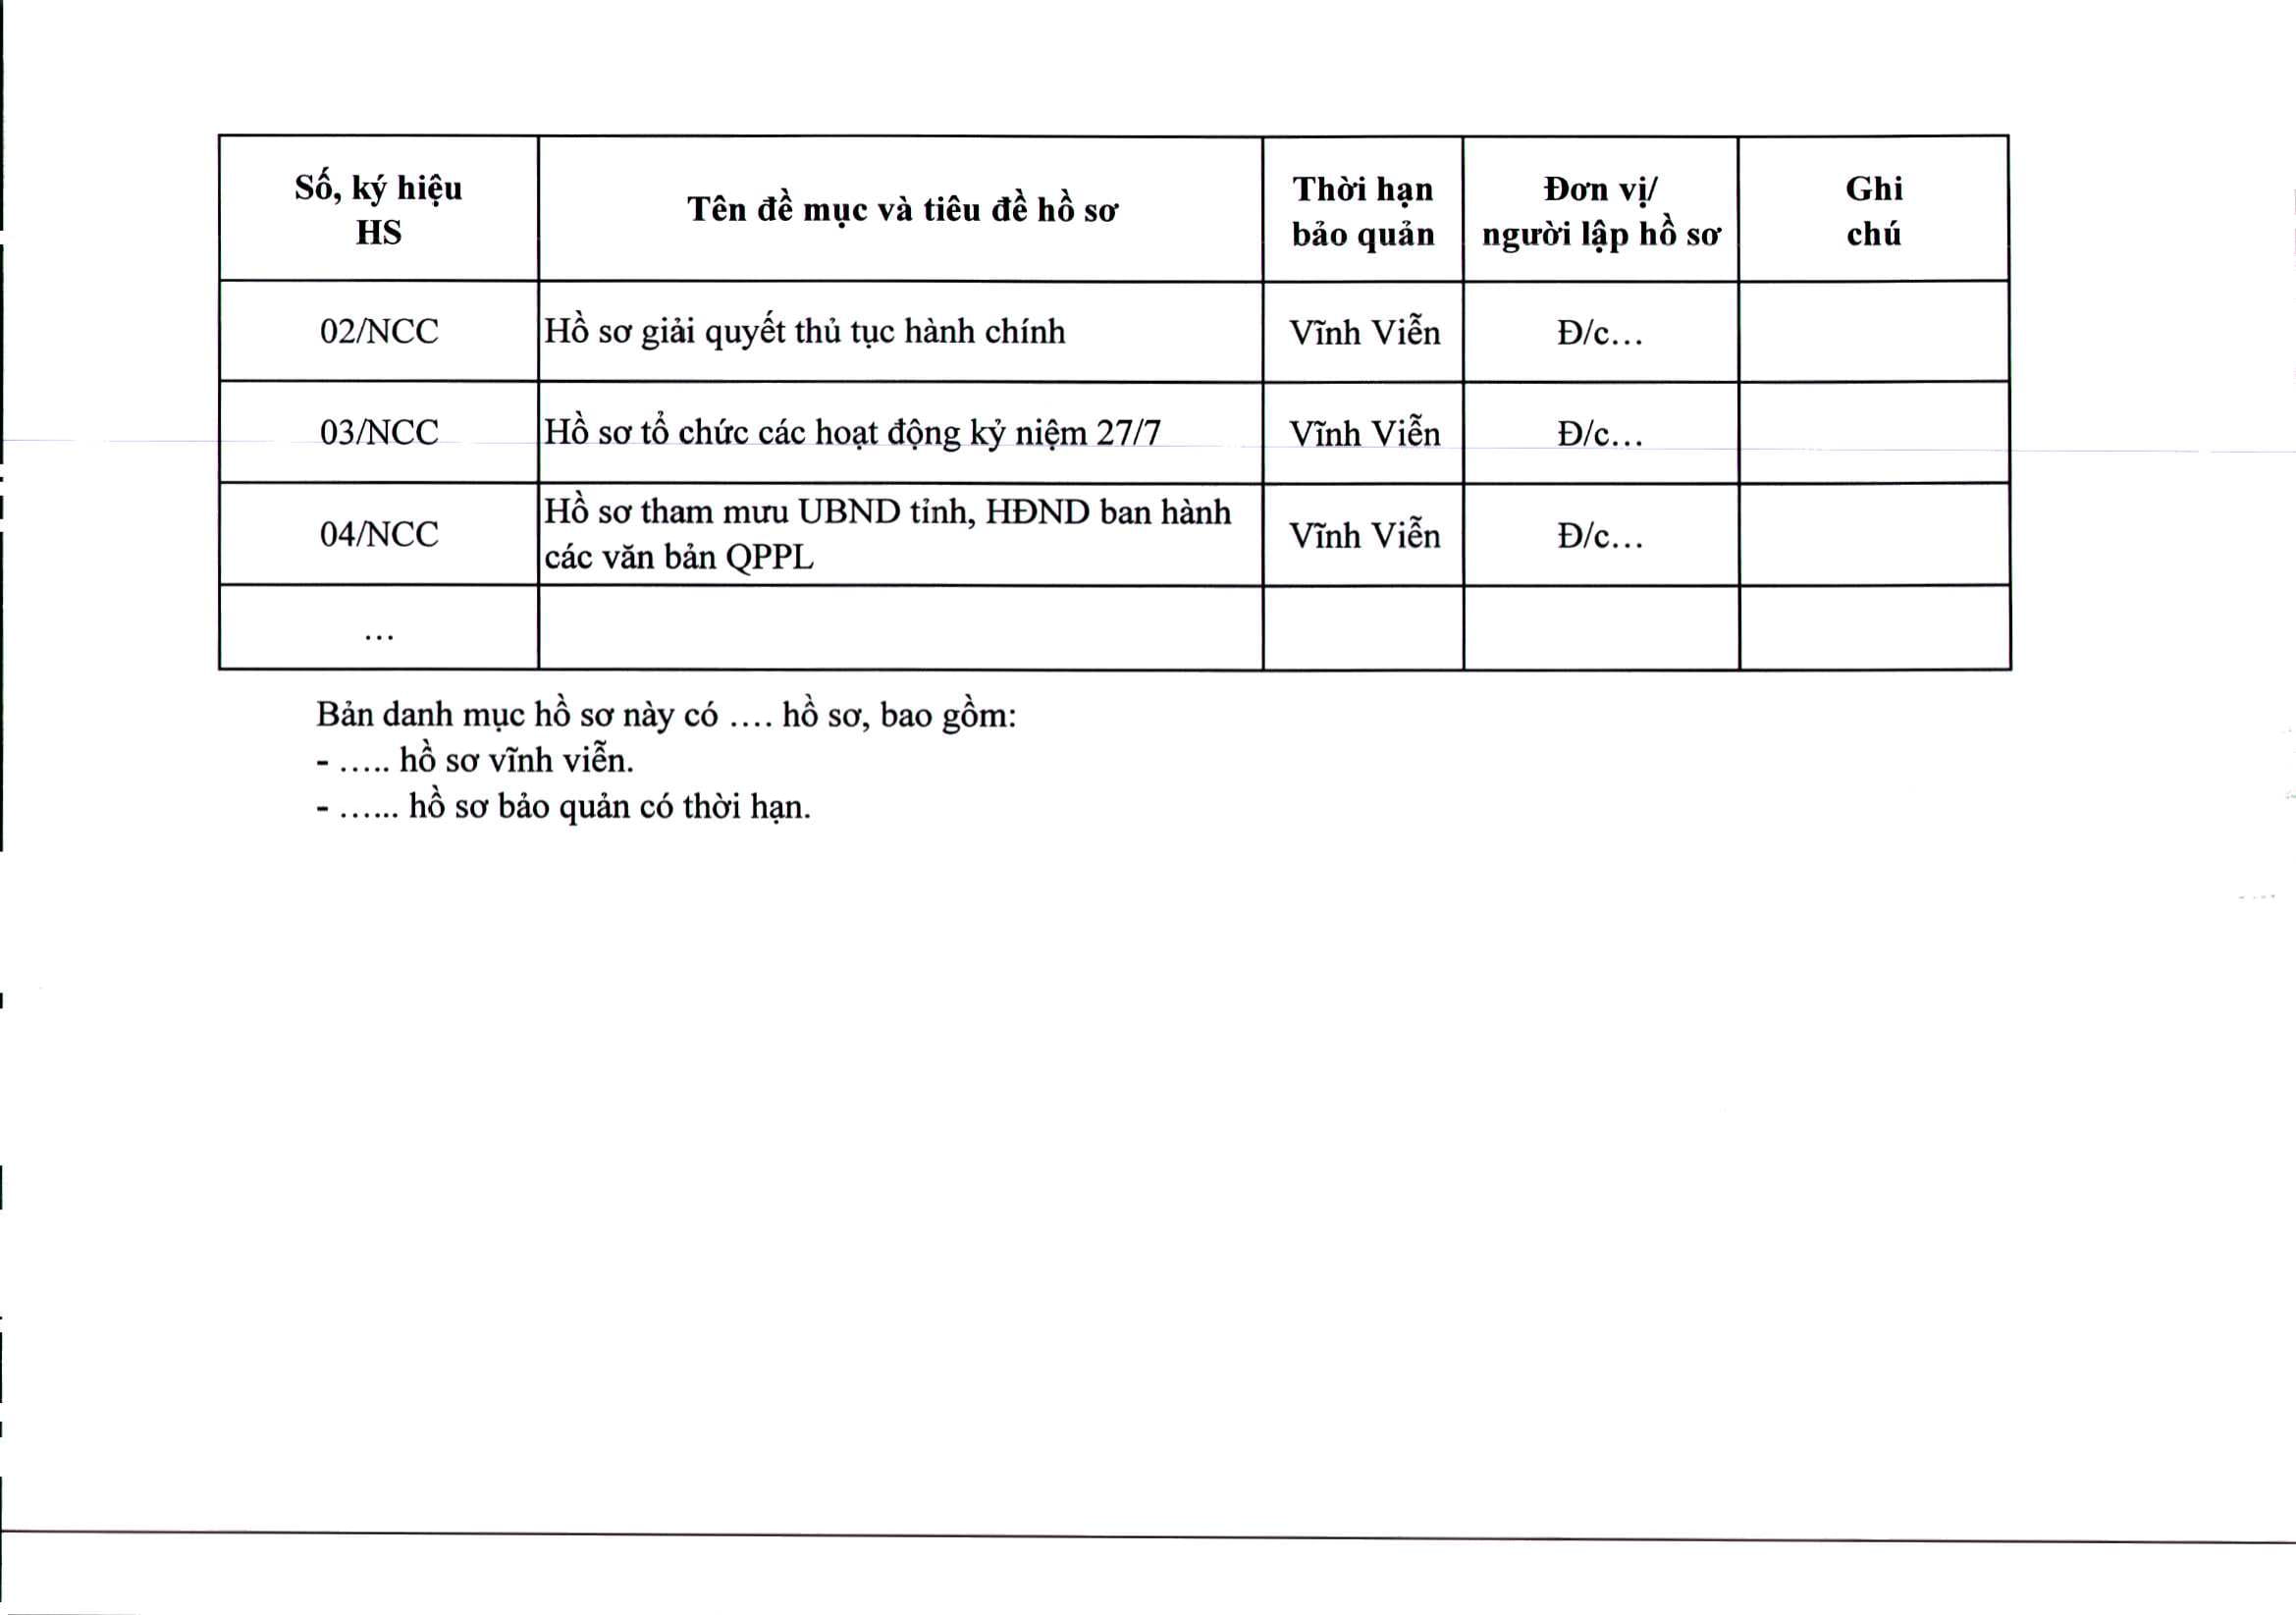 Số, ký hiệu
HS
Tên đề mục và tiêu đề hồ sơ
Thời hạn
bảo quản
Đơn vị/
người lập hồ sơ
Ghi
chú
02/NCC
Hồ sơ giải quyết thủ tục hành chính
Vĩnh Viễn
Đ/c...
03/NCC
Hồ sơ tổ chức các hoạt động kỷ niệm 27/7
Vĩnh Viễn
Đ/c...
04/NCC
Hồ sơ tham mưu UBND tỉnh, HĐND ban hành
các văn bản QPPL
Vĩnh Viễn
Đ/c...
...
Bản danh mục hồ sơ này có .... hồ sơ, bao gồm:
- ..... hồ sơ vĩnh viễn.
- ...... hồ sơ bảo quản có thời hạn.